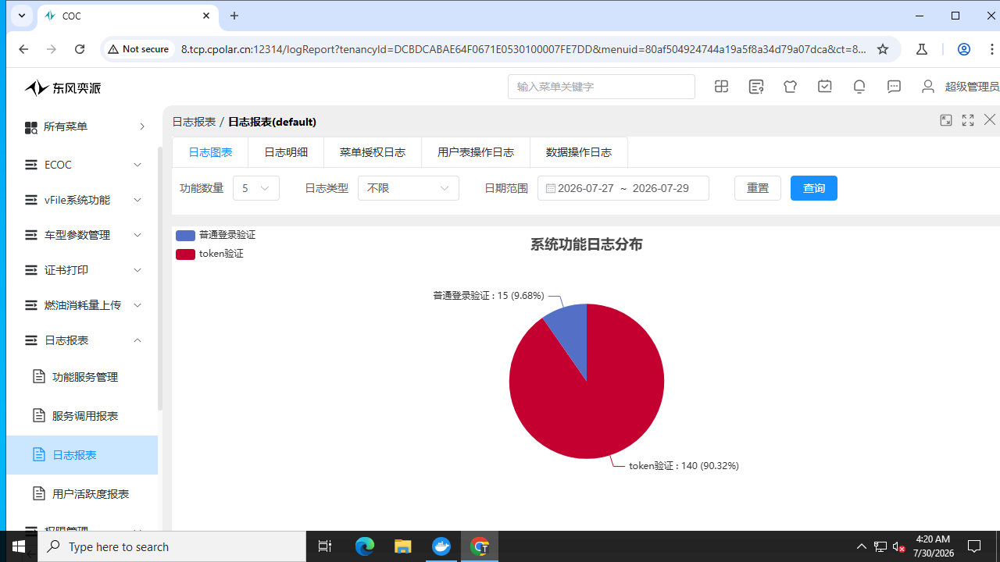 COC
Not secure
8.tcp.cpolar.cn:12314/logReport?tenancyId=DCBDCABAE64F0671E0530100007FE7DD&menuid=80af504924744a19a5f8a34d79a07dca&ct=8...
东风奕派
输入菜单关键字
超级管理员
所有菜单
ECOC
vFile系统功能
车型参数管理
证书打印
燃油消耗量上传
日志报表
功能服务管理
服务调用报表
日志报表
用户活跃度报表
权限管理
日志报表 / 日志报表(default)
日志图表 日志明细 菜单授权日志 用户表操作日志 数据操作日志
功能数量 5 日志类型 不限 日期范围 2026-07-27 ~ 2026-07-29 重置 查询
普通登录验证
token验证
系统功能日志分布
普通登录验证 : 15 (9.68%)
token验证 : 140 (90.32%)
Type here to search
4:20 AM
7/30/2026